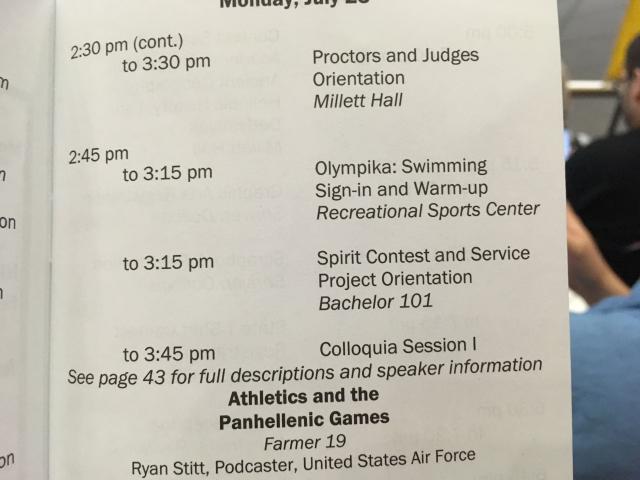 Monday, July
2:30 pm (cont.)
to 3:30 pm
Proctors and Judges
Orientation
Millett Hall
2:45 pm
to 3:15 pm
Olympika: Swimming
Sign-in and Warm-up
Recreational Sports Center
to 3:15 pm
Spirit Contest and Service
Project Orientation
Bachelor 101
to 3:45 pm
Colloquia Session I
See page 43 for full descriptions and speaker information
Athletics and the
Panhellenic Games
Farmer 19
Ryan Stitt, Podcaster, United States Air Force
on
on